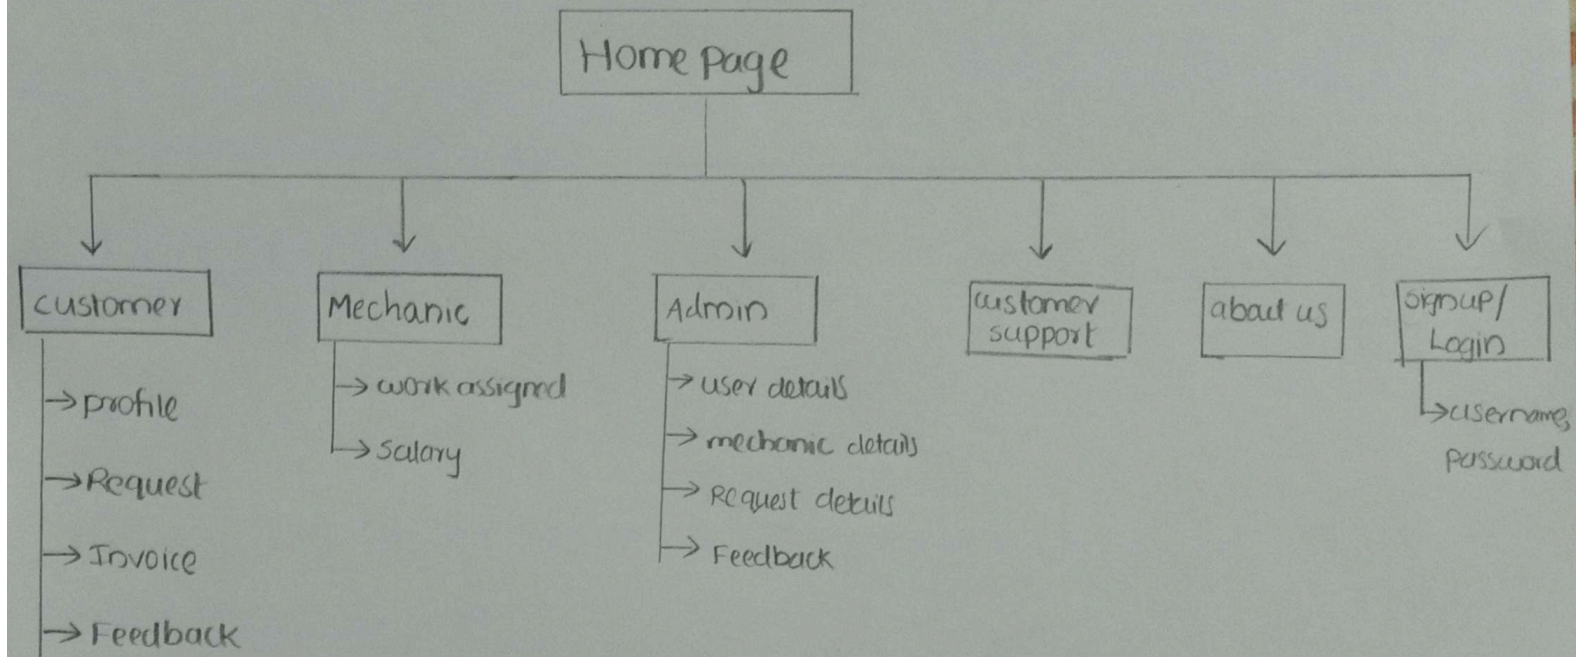 Home page
customer
Mechanic
Admin
customer
support
about us
signup/
Login
profile
Request
Invoice
Feedback
work assigned
salary
user details
mechanic details
Request details
Feedback
username,
password